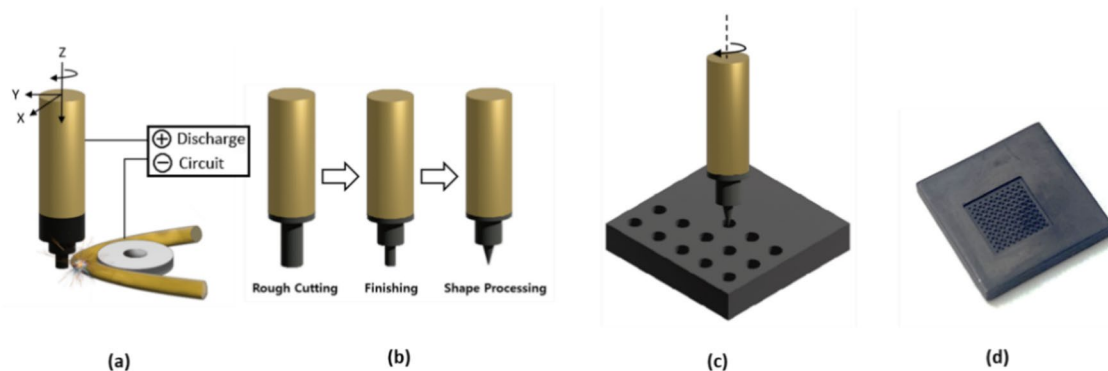 Z
Y
X
⊕ Discharge
⊖ Circuit
Rough Cutting
Finishing
Shape Processing
(a)
(b)
(c)
(d)